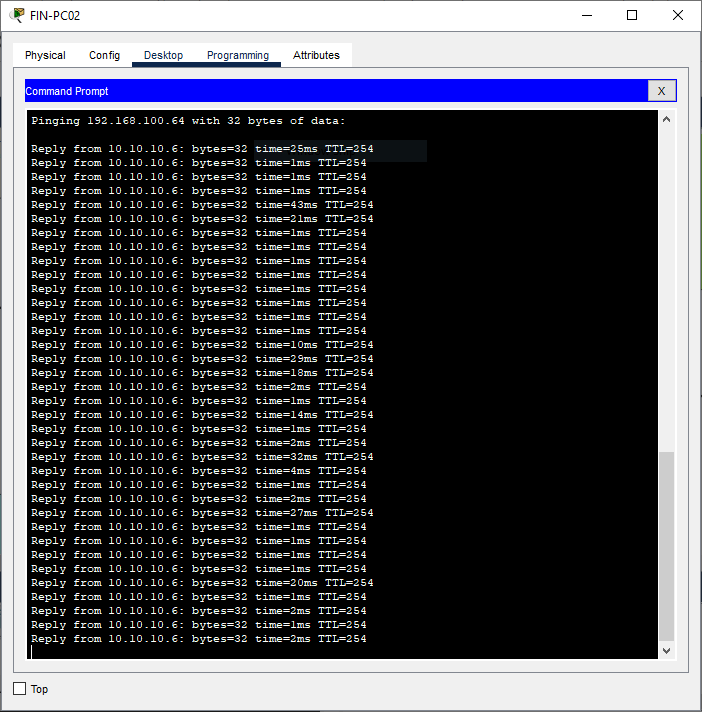 FIN-PC02
Physical Config Desktop Programming Attributes
Command Prompt X
Pinging 192.168.100.64 with 32 bytes of data:
Reply from 10.10.10.6: bytes=32 time=25ms TTL=254
Reply from 10.10.10.6: bytes=32 time=1ms TTL=254
Reply from 10.10.10.6: bytes=32 time=1ms TTL=254
Reply from 10.10.10.6: bytes=32 time=1ms TTL=254
Reply from 10.10.10.6: bytes=32 time=43ms TTL=254
Reply from 10.10.10.6: bytes=32 time=21ms TTL=254
Reply from 10.10.10.6: bytes=32 time=1ms TTL=254
Reply from 10.10.10.6: bytes=32 time=1ms TTL=254
Reply from 10.10.10.6: bytes=32 time=1ms TTL=254
Reply from 10.10.10.6: bytes=32 time=1ms TTL=254
Reply from 10.10.10.6: bytes=32 time=1ms TTL=254
Reply from 10.10.10.6: bytes=32 time=1ms TTL=254
Reply from 10.10.10.6: bytes=32 time=1ms TTL=254
Reply from 10.10.10.6: bytes=32 time=1ms TTL=254
Reply from 10.10.10.6: bytes=32 time=10ms TTL=254
Reply from 10.10.10.6: bytes=32 time=29ms TTL=254
Reply from 10.10.10.6: bytes=32 time=18ms TTL=254
Reply from 10.10.10.6: bytes=32 time=2ms TTL=254
Reply from 10.10.10.6: bytes=32 time=1ms TTL=254
Reply from 10.10.10.6: bytes=32 time=14ms TTL=254
Reply from 10.10.10.6: bytes=32 time=1ms TTL=254
Reply from 10.10.10.6: bytes=32 time=2ms TTL=254
Reply from 10.10.10.6: bytes=32 time=32ms TTL=254
Reply from 10.10.10.6: bytes=32 time=4ms TTL=254
Reply from 10.10.10.6: bytes=32 time=1ms TTL=254
Reply from 10.10.10.6: bytes=32 time=2ms TTL=254
Reply from 10.10.10.6: bytes=32 time=27ms TTL=254
Reply from 10.10.10.6: bytes=32 time=1ms TTL=254
Reply from 10.10.10.6: bytes=32 time=1ms TTL=254
Reply from 10.10.10.6: bytes=32 time=1ms TTL=254
Reply from 10.10.10.6: bytes=32 time=1ms TTL=254
Reply from 10.10.10.6: bytes=32 time=20ms TTL=254
Reply from 10.10.10.6: bytes=32 time=1ms TTL=254
Reply from 10.10.10.6: bytes=32 time=2ms TTL=254
Reply from 10.10.10.6: bytes=32 time=1ms TTL=254
Reply from 10.10.10.6: bytes=32 time=2ms TTL=254
Top